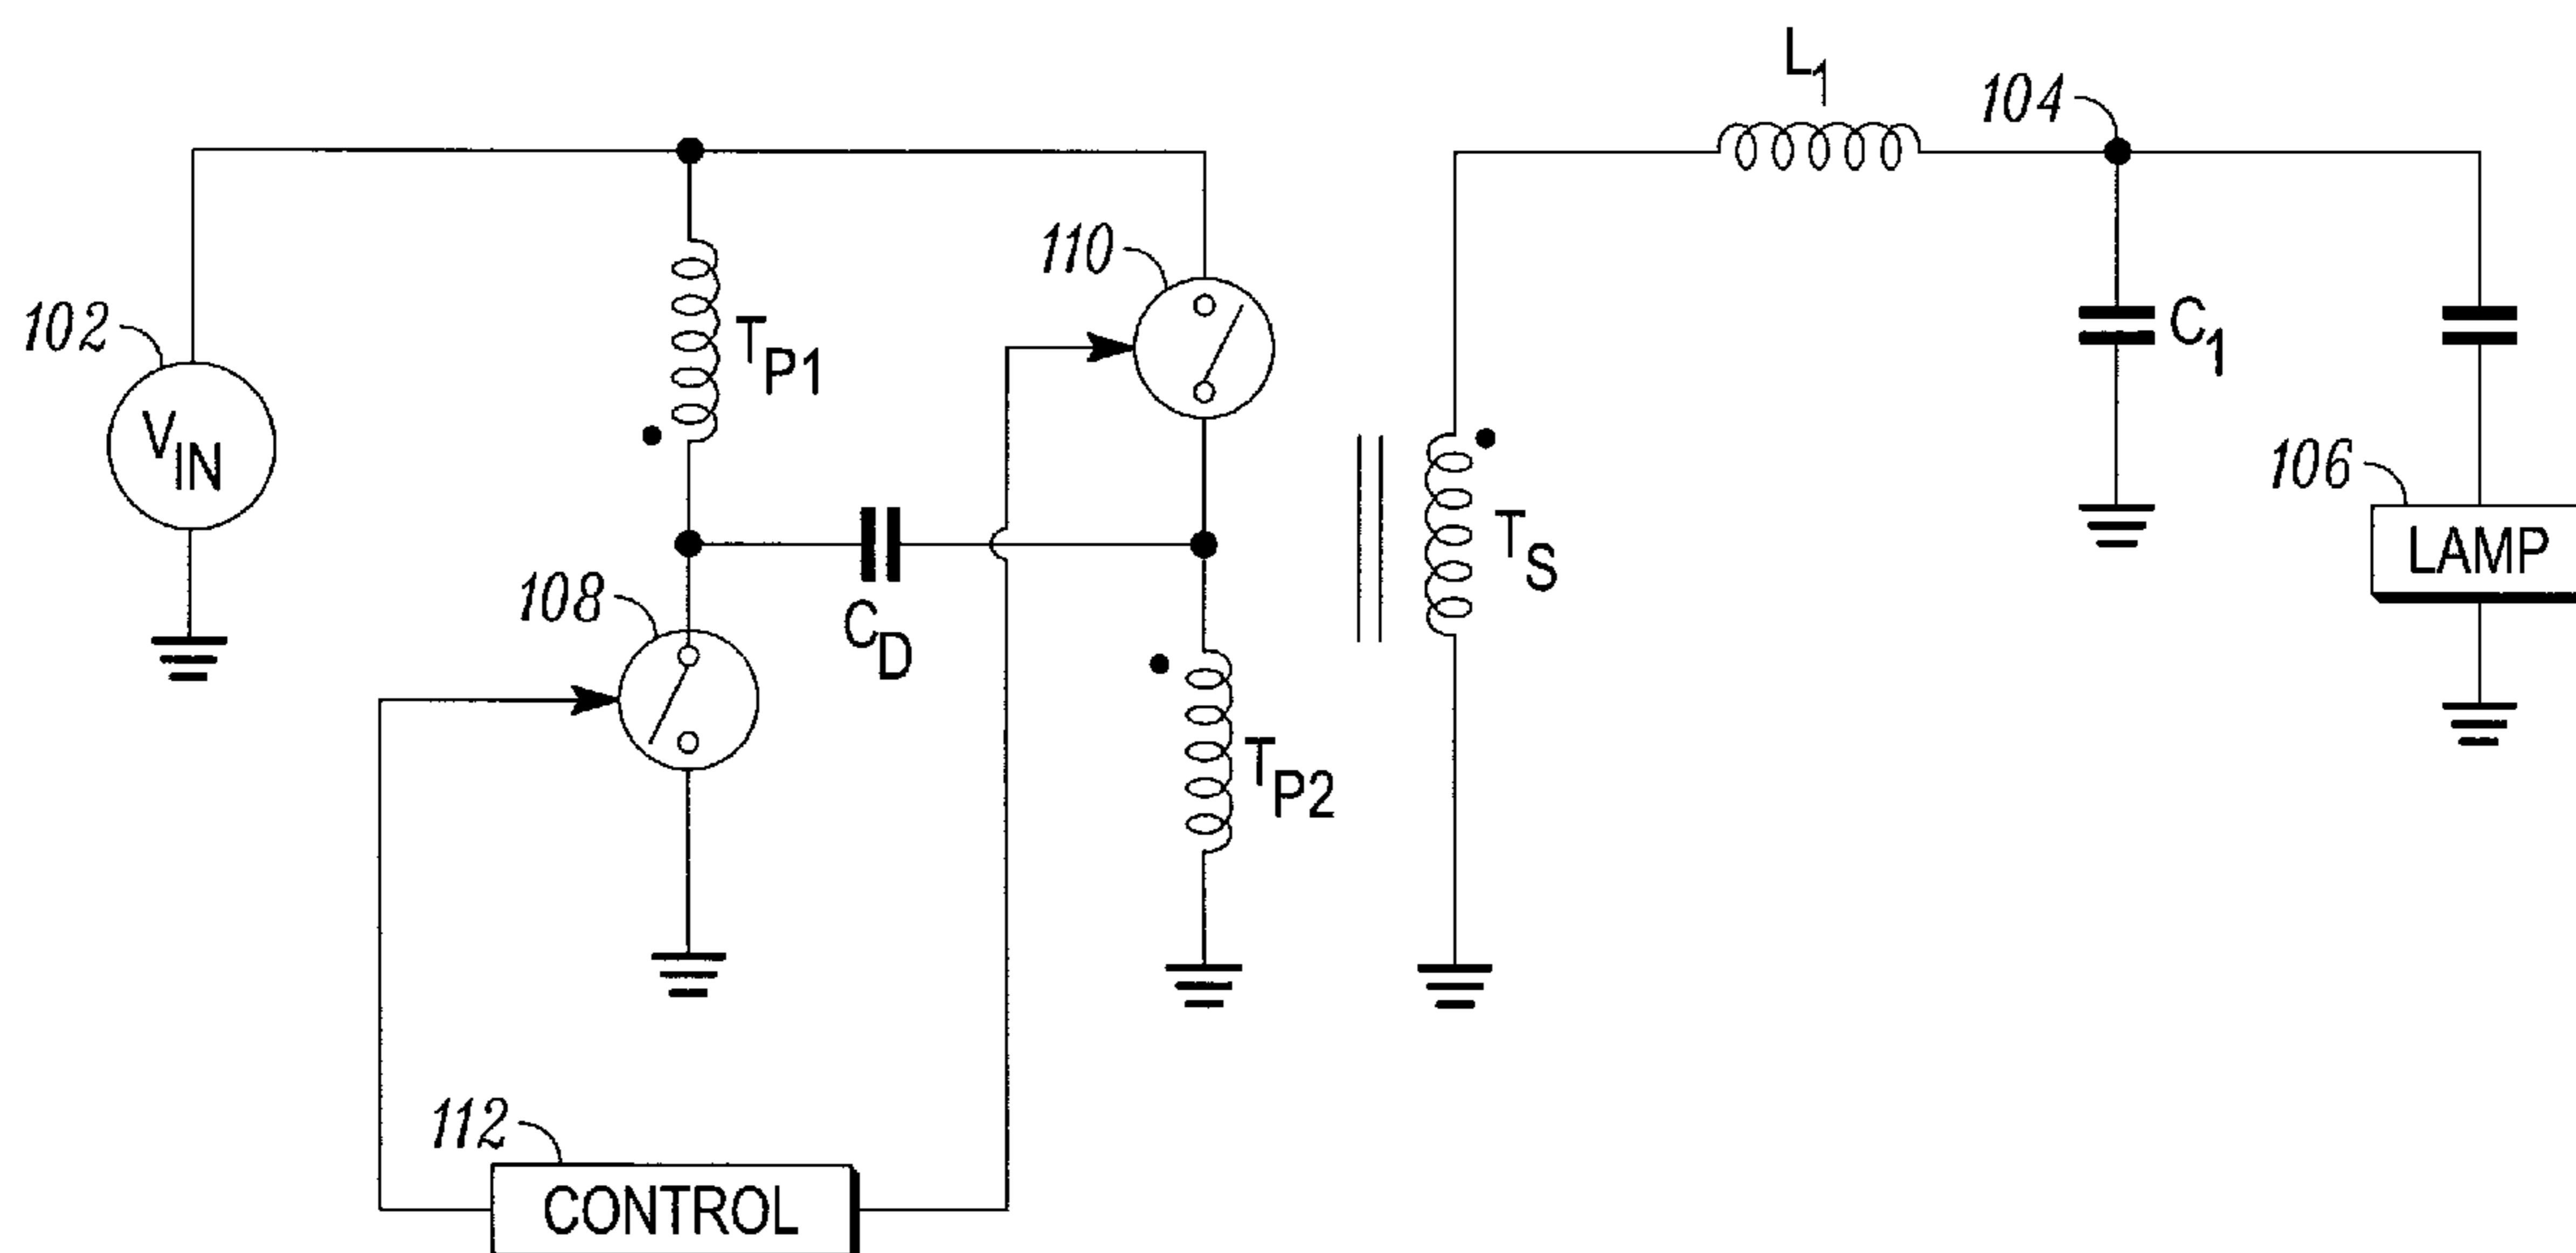 L1
104
110
102
TP1
C1
VIN
106
TS
LAMP
108
CD
TP2
112
CONTROL